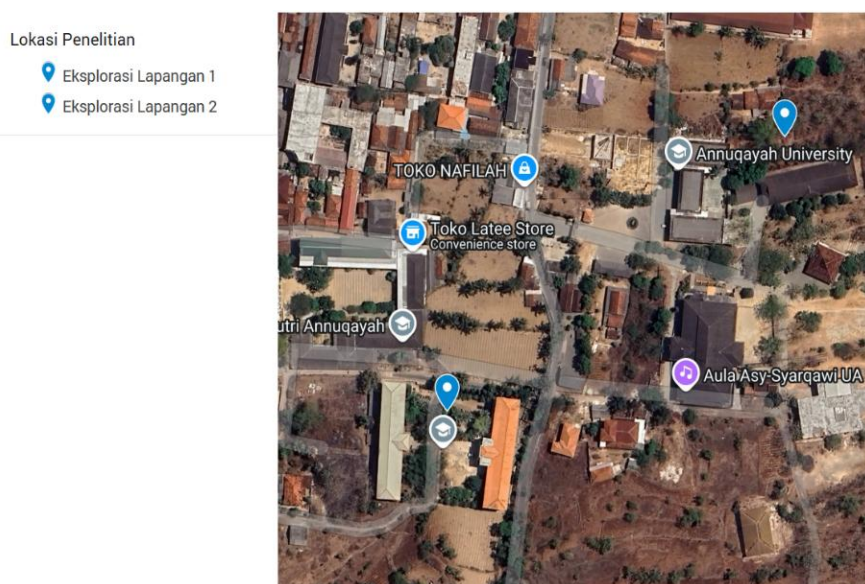 Lokasi Penelitian
Eksplorasi Lapangan 1
Eksplorasi Lapangan 2
Annuqayah University
TOKO NAFILAH
Toko Latee Store
Convenience store
utri Annuqayah
Aula Asy-Syarqawi UA